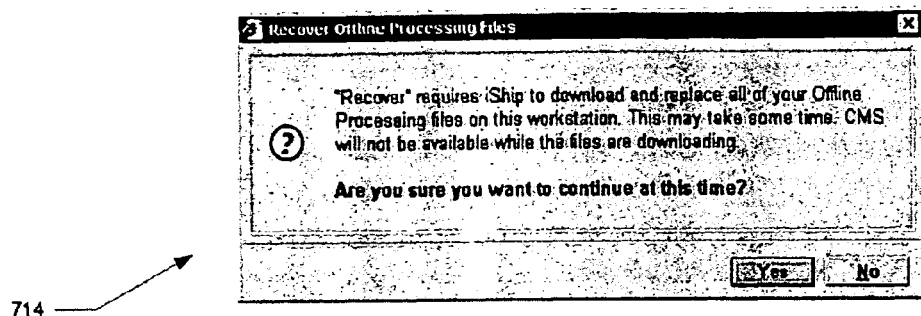 Recover Offline Processing Files
"Recover" requires iShip to download and replace all of your Offline
Processing files on this workstation. This may take some time. CMS
will not be available while the files are downloading.
Are you sure you want to continue at this time?
Yes No
714